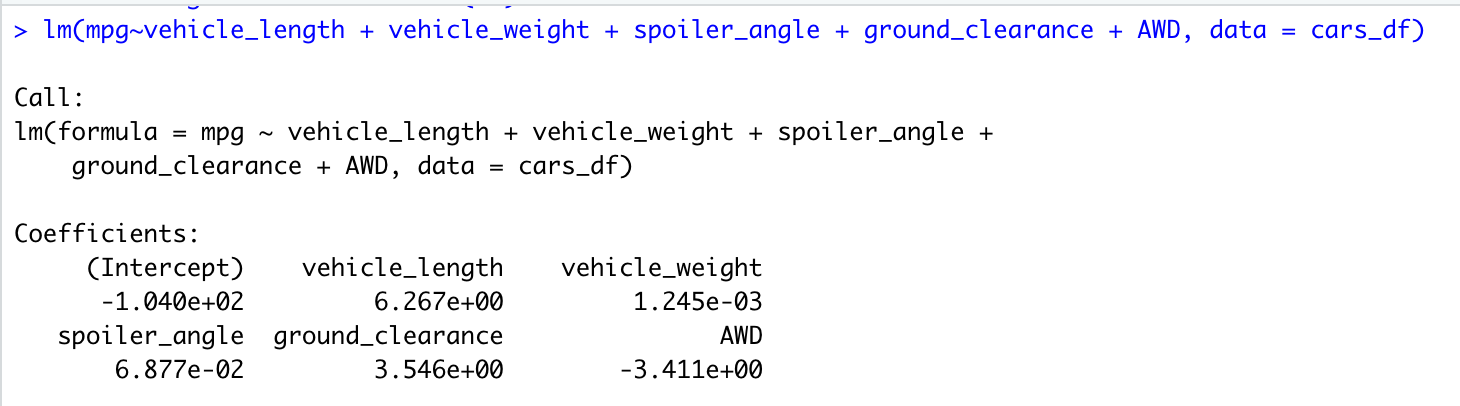 > lm(mpg~vehicle_length + vehicle_weight + spoiler_angle + ground_clearance + AWD, data = cars_df)
Call:
lm(formula = mpg ~ vehicle_length + vehicle_weight + spoiler_angle +
    ground_clearance + AWD, data = cars_df)
Coefficients:
     (Intercept)    vehicle_length    vehicle_weight
      -1.040e+02         6.267e+00         1.245e-03
   spoiler_angle  ground_clearance               AWD
       6.877e-02         3.546e+00        -3.411e+00